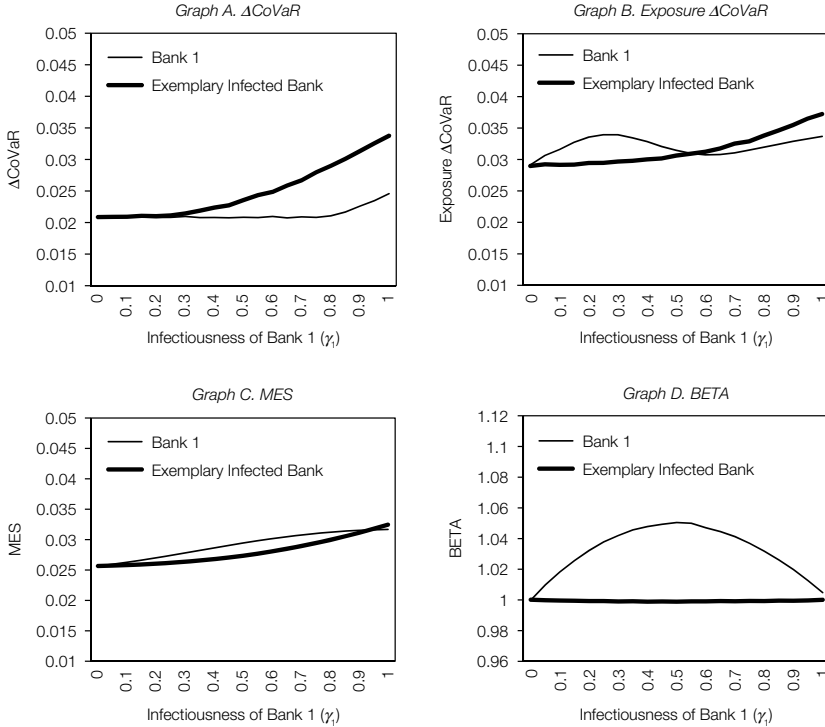 Graph A. ΔCoVaR
0.05
0.045
0.04
0.035
0.03
0.025
0.02
0.015
0.01
ΔCoVaR
Bank 1
Exemplary Infected Bank
0 0.1 0.2 0.3 0.4 0.5 0.6 0.7 0.8 0.9 1
Infectiousness of Bank 1 (γ1)
Graph B. Exposure ΔCoVaR
0.05
0.045
0.04
0.035
0.03
0.025
0.02
0.015
0.01
Exposure ΔCoVaR
Bank 1
Exemplary Infected Bank
0 0.1 0.2 0.3 0.4 0.5 0.6 0.7 0.8 0.9 1
Infectiousness of Bank 1 (γ1)
Graph C. MES
0.05
0.045
0.04
0.035
0.03
0.025
0.02
0.015
0.01
MES
Bank 1
Exemplary Infected Bank
0 0.1 0.2 0.3 0.4 0.5 0.6 0.7 0.8 0.9 1
Infectiousness of Bank 1 (γ1)
Graph D. BETA
1.12
1.1
1.08
1.06
1.04
1.02
1
0.98
0.96
BETA
Bank 1
Exemplary Infected Bank
0 0.1 0.2 0.3 0.4 0.5 0.6 0.7 0.8 0.9 1
Infectiousness of Bank 1 (γ1)